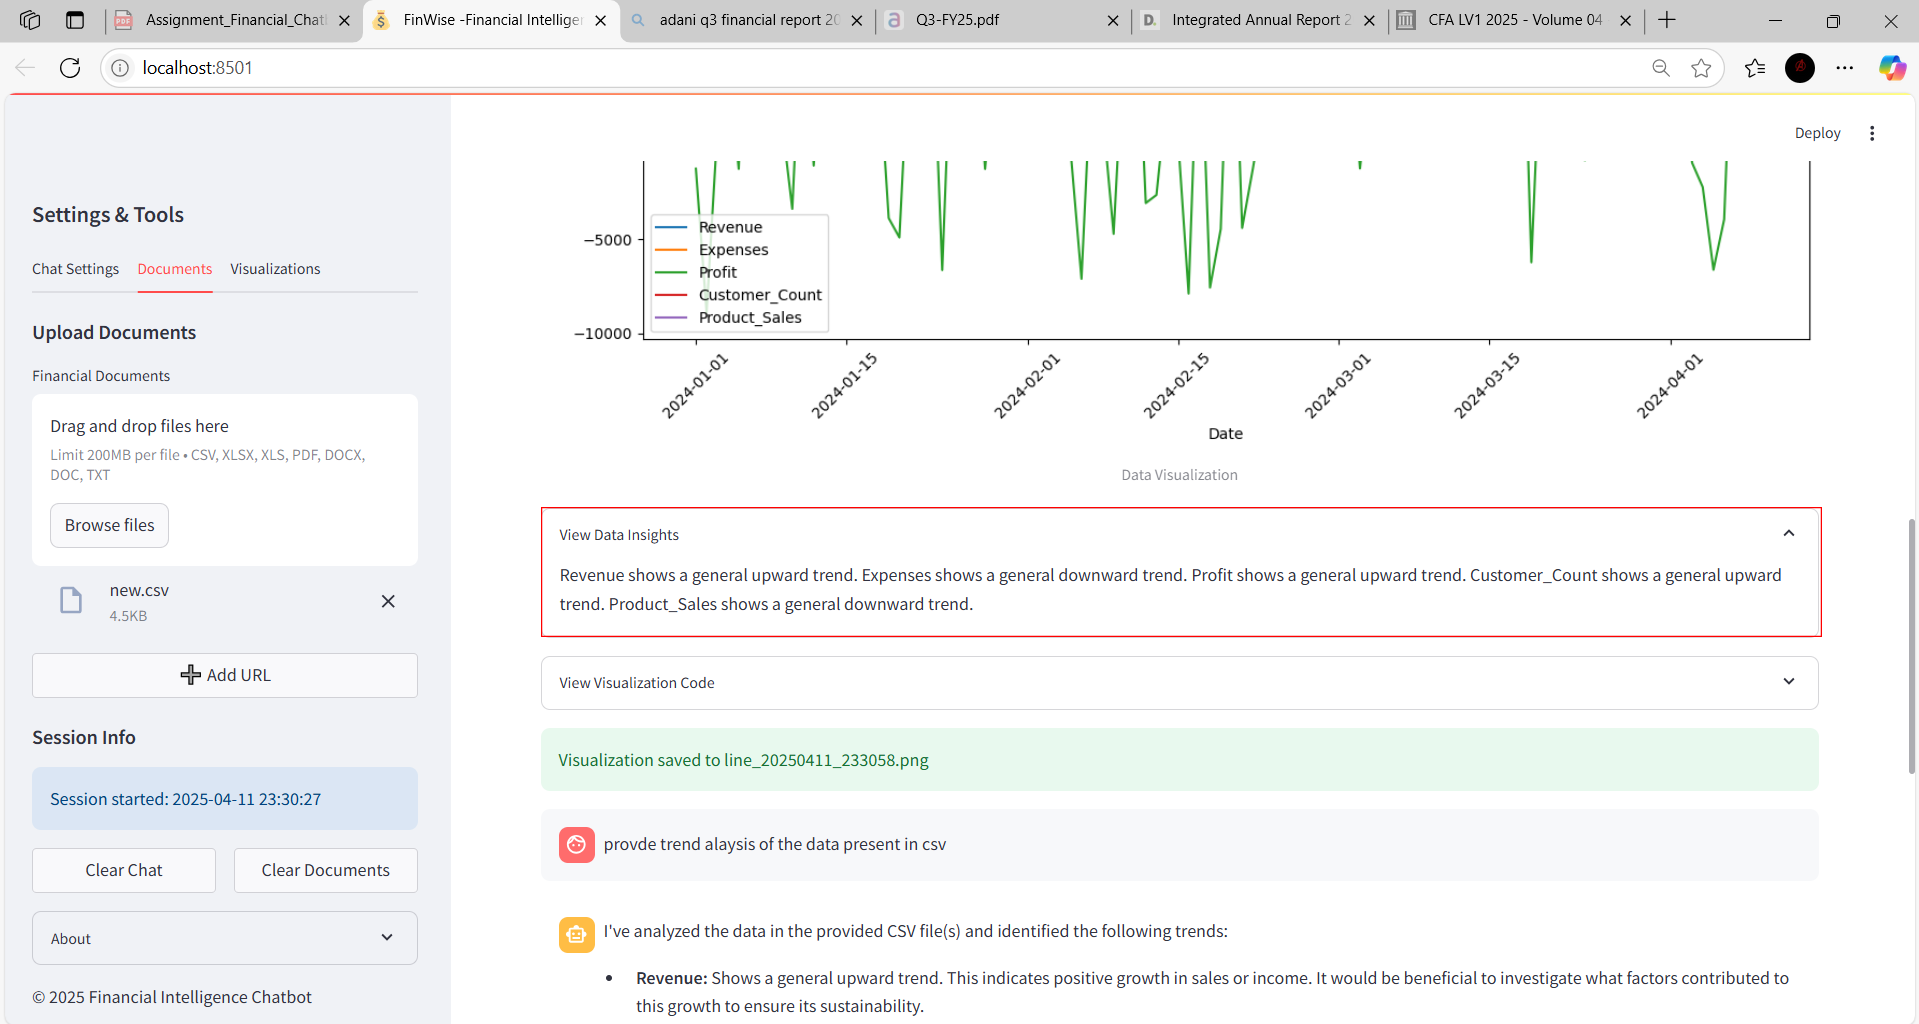 Assignment_Financial_Chatl
FinWise -Financial Intelliger
adani q3 financial report 20
Q3-FY25.pdf
Integrated Annual Report 2
CFA LV1 2025 - Volume 04
localhost:8501
Deploy
Settings & Tools
Chat Settings
Documents
Visualizations
Upload Documents
Financial Documents
Drag and drop files here
Limit 200MB per file • CSV, XLSX, XLS, PDF, DOCX,
DOC, TXT
Browse files
new.csv
4.5KB
Add URL
Session Info
Session started: 2025-04-11 23:30:27
Clear Chat
Clear Documents
About
© 2025 Financial Intelligence Chatbot
−5000
−10000
Revenue
Expenses
Profit
Customer_Count
Product_Sales
2024-01-01
2024-01-15
2024-02-01
2024-02-15
2024-03-01
2024-03-15
2024-04-01
Date
Data Visualization
View Data Insights
Revenue shows a general upward trend. Expenses shows a general downward trend. Profit shows a general upward trend. Customer_Count shows a general upward
trend. Product_Sales shows a general downward trend.
View Visualization Code
Visualization saved to line_20250411_233058.png
provde trend alaysis of the data present in csv
I've analyzed the data in the provided CSV file(s) and identified the following trends:
• Revenue: Shows a general upward trend. This indicates positive growth in sales or income. It would be beneficial to investigate what factors contributed to
this growth to ensure its sustainability.